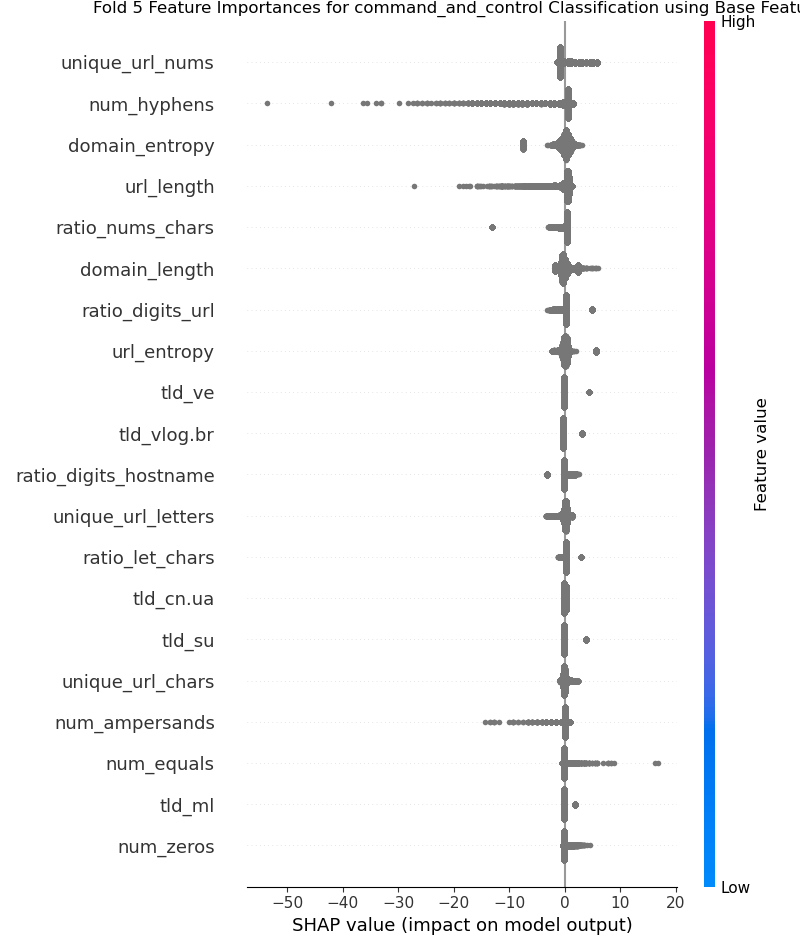 Fold 5 Feature Importances for command_and_control Classification using Base Featu
High
unique_url_nums
num_hyphens
domain_entropy
url_length
ratio_nums_chars
domain_length
ratio_digits_url
url_entropy
tld_ve
tld_vlog.br
ratio_digits_hostname
unique_url_letters
ratio_let_chars
tld_cn.ua
tld_su
unique_url_chars
num_ampersands
num_equals
tld_ml
num_zeros
Feature value
Low
−50 −40 −30 −20 −10 0 10 20
SHAP value (impact on model output)